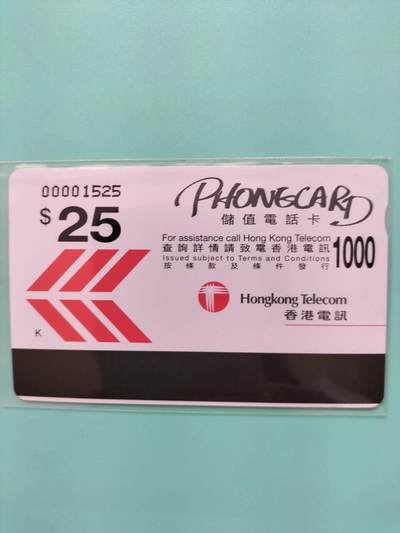 00001525
$25
PHONECARD
儲值電話卡
For assistance call Hong Kong Telecom
查詢詳情請致電香港電訊
Issued subject to Terms and Conditions
按條款及條件發行
1000
Hongkong Telecom
香港電訊
K